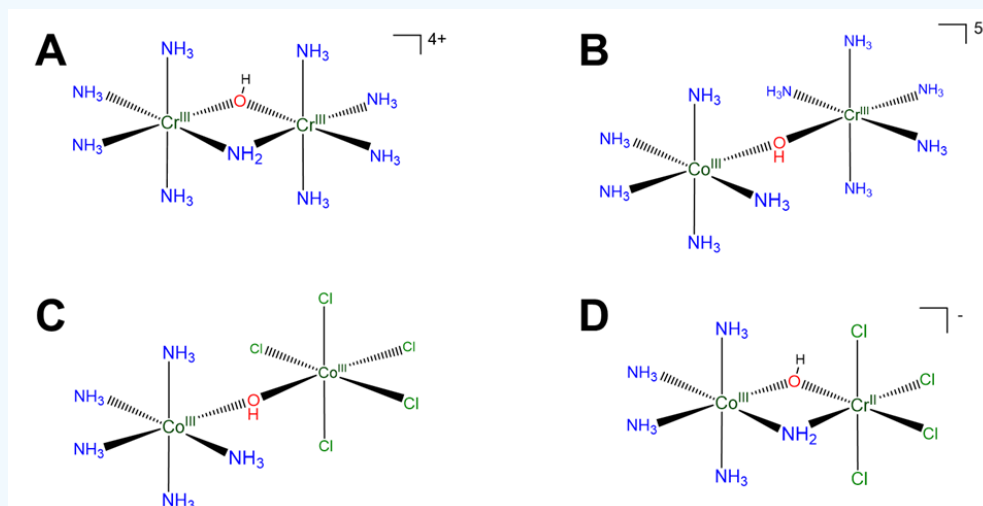 A
NH3 NH3 4+
H
NH3 O NH3
CrIII CrIII
NH3 NH2 NH3
NH3 NH3
B
5
NH3
NH3 H3N NH3
CrIII
NH3 O NH3
H
CoIII
NH3 NH3 NH3
NH3
C
Cl
NH3 Cl Cl
CoIII
NH3 O Cl
H
CoIII
NH3 NH3 Cl
NH3
D
-
NH3 Cl
H
NH3 O Cl
CoIII CrII
NH3 NH2 Cl
NH3 Cl